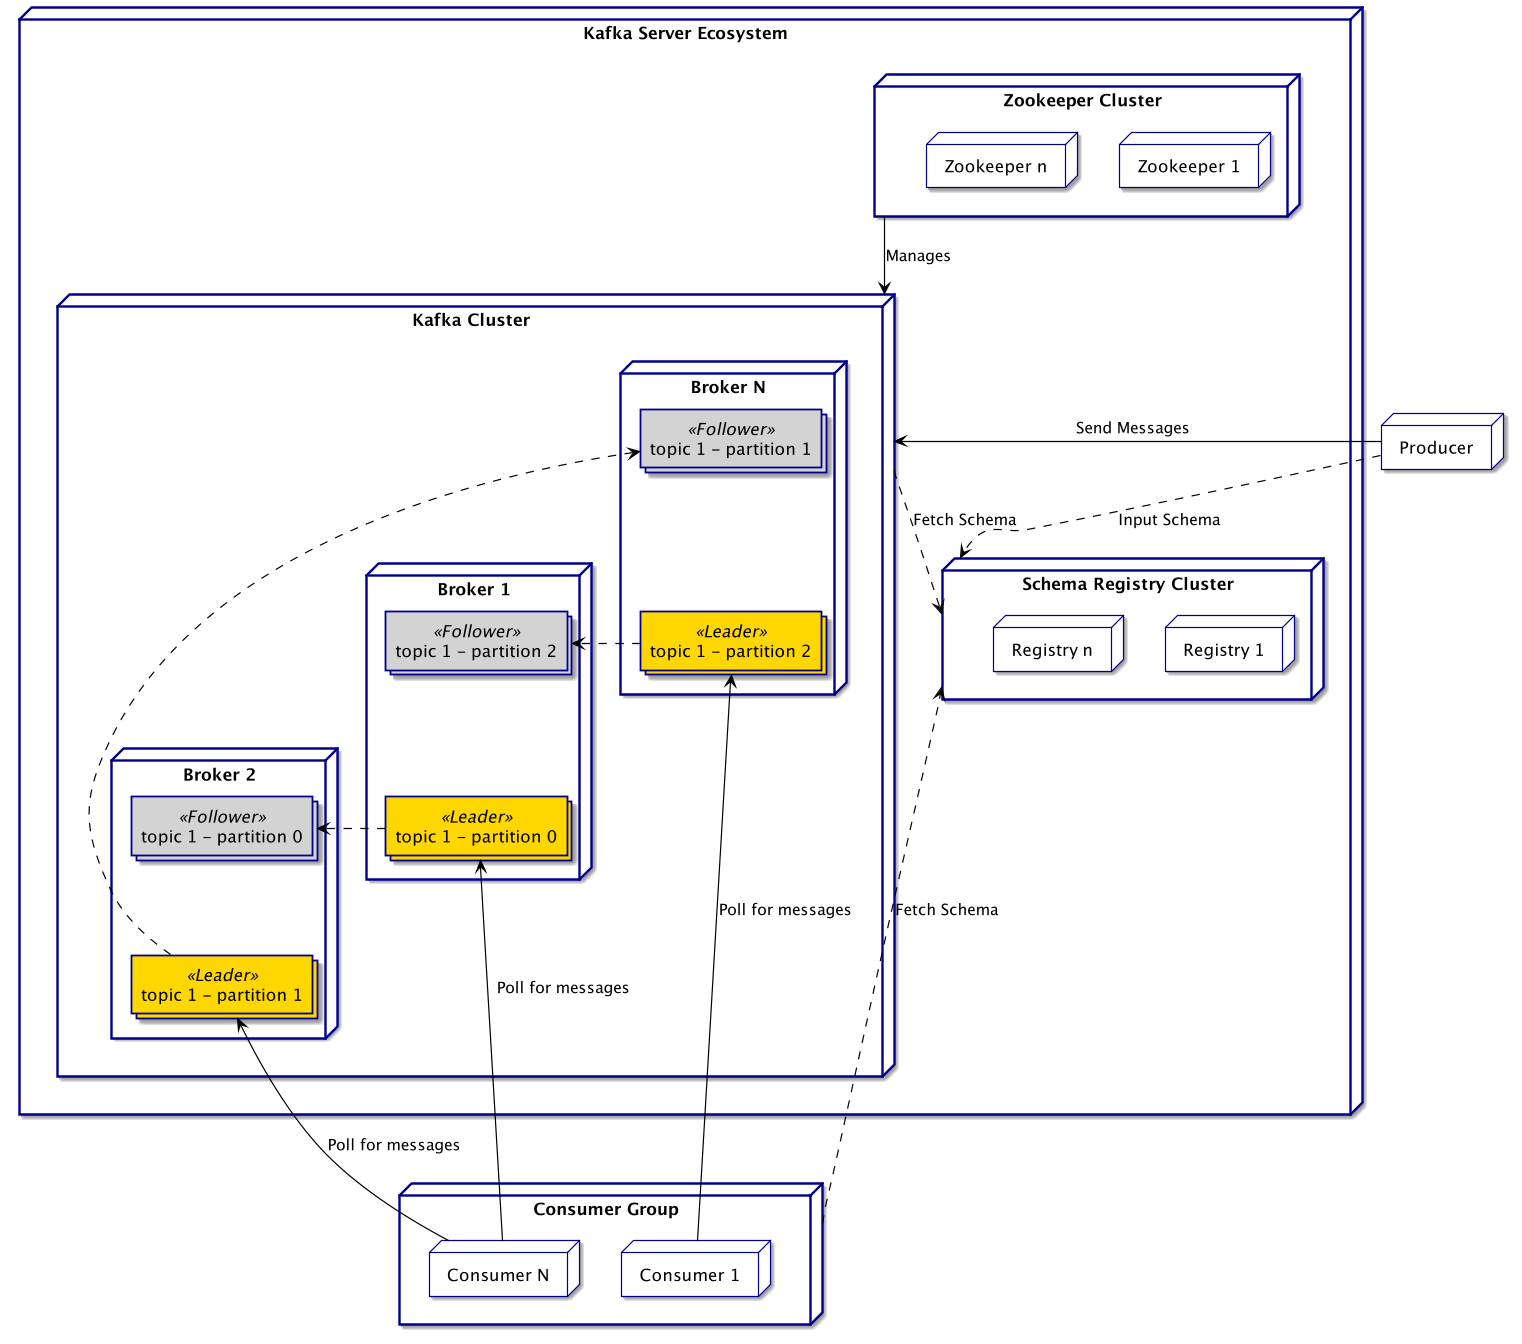 Kafka Server Ecosystem
Zookeeper Cluster
Zookeeper n
Zookeeper 1
Manages
Kafka Cluster
Broker N
«Follower»
topic 1 – partition 1
Send Messages
Producer
Fetch Schema
Input Schema
Broker 1
«Follower»
topic 1 – partition 2
«Leader»
topic 1 – partition 2
Schema Registry Cluster
Registry n
Registry 1
Broker 2
«Follower»
topic 1 – partition 0
«Leader»
topic 1 – partition 0
Poll for messages
Fetch Schema
«Leader»
topic 1 – partition 1
Poll for messages
Poll for messages
Consumer Group
Consumer N
Consumer 1